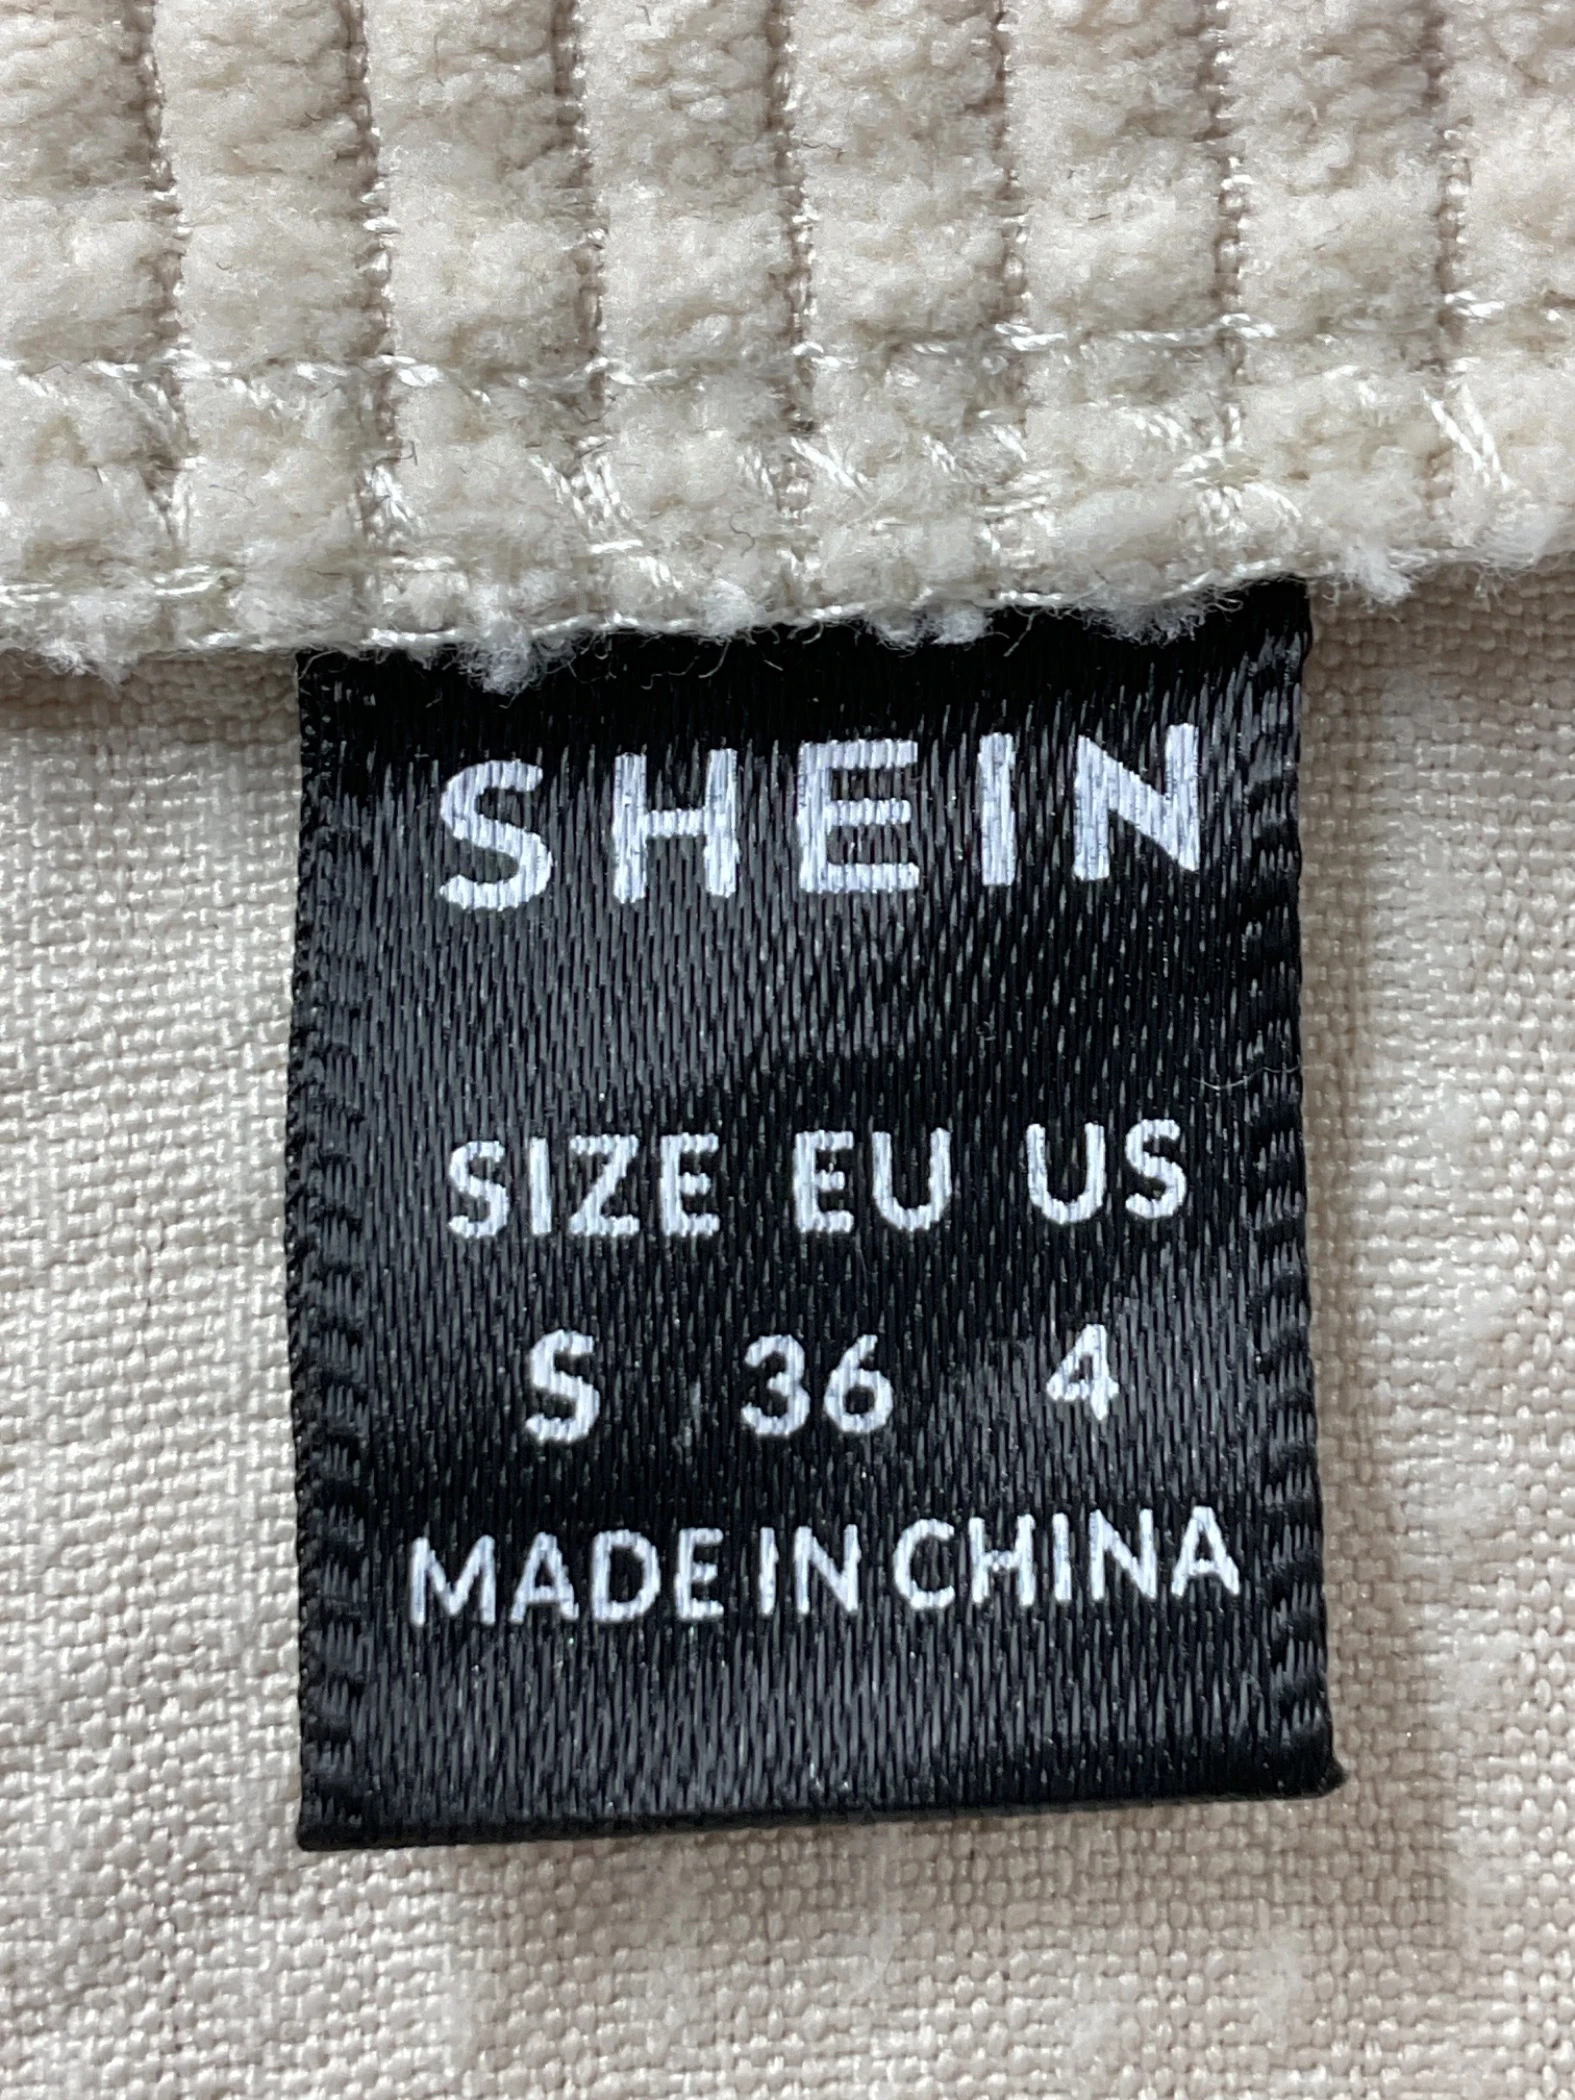 SHEIN
SIZE EU US
S 36 4
MADE IN CHINA